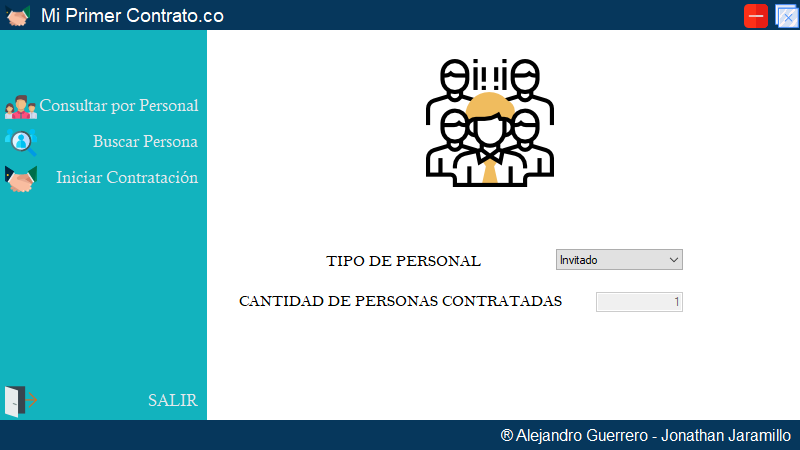 Mi Primer Contrato.co
Consultar por Personal
Buscar Persona
Iniciar Contratación
TIPO DE PERSONAL
Invitado
CANTIDAD DE PERSONAS CONTRATADAS
1
SALIR
® Alejandro Guerrero - Jonathan Jaramillo